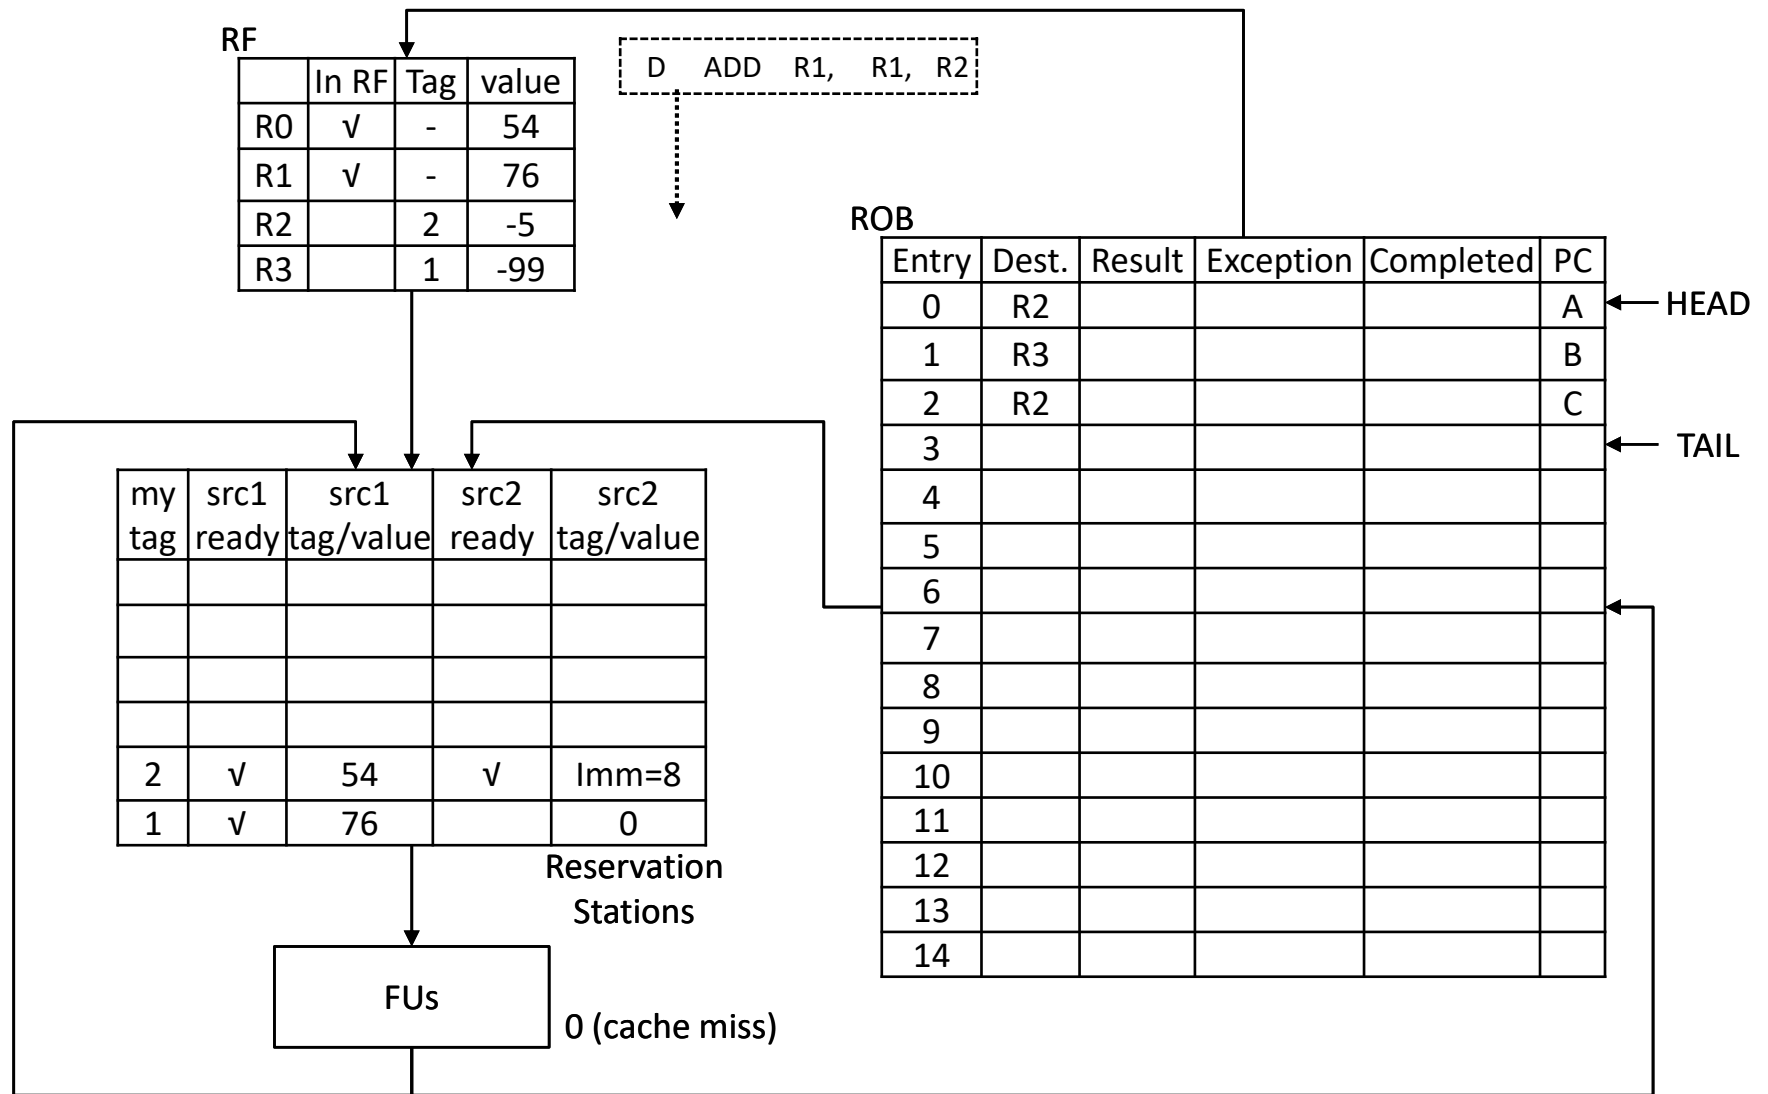 RF
In RF Tag value
R0 √ - 54
R1 √ - 76
R2 2 -5
R3 1 -99
D ADD R1, R1, R2
ROB
Entry Dest. Result Exception Completed PC
0 R2 A
1 R3 B
2 R2 C
3
4
5
6
7
8
9
10
11
12
13
14
HEAD
TAIL
my src1 src1 src2 src2
tag ready tag/value ready tag/value
2 √ 54 √ Imm=8
1 √ 76 0
Reservation
Stations
FUs
0 (cache miss)